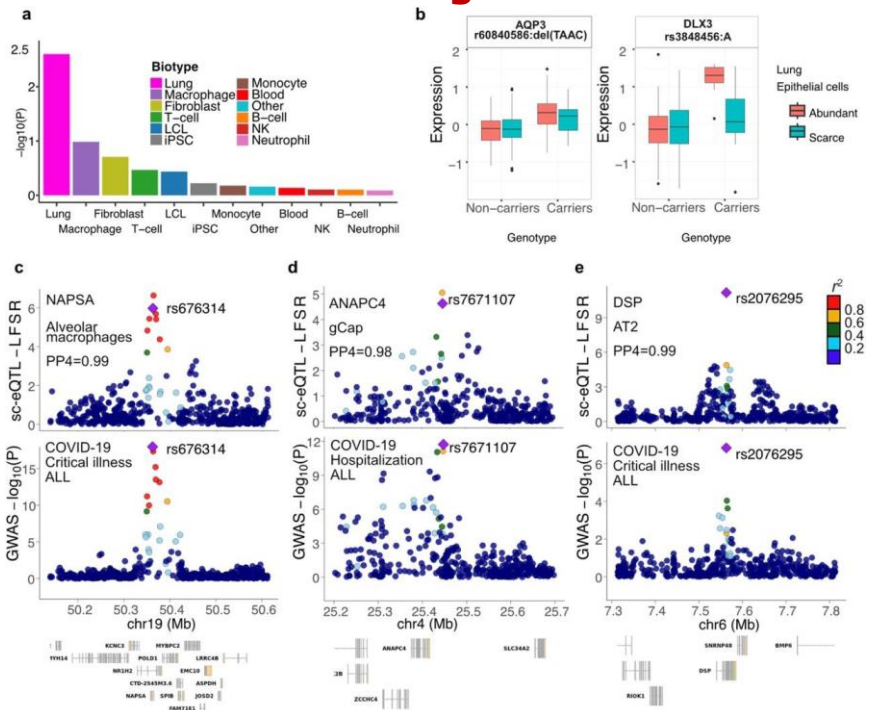 a
2.5
2
1
0
−log10(P)
Biotype
Lung
Macrophage
Fibroblast
T−cell
LCL
iPSC
Monocyte
Blood
Other
B−cell
NK
Neutrophil
Lung
Fibroblast
LCL
Monocyte
Blood
B−cell
Macrophage
T−cell
iPSC
Other
NK
Neutrophil
b
AQP3
r60840586:del(TAAC)
DLX3
rs3848456:A
Expression
2
1
0
−1
Non−carriers
Carriers
Genotype
Expression
2
1
0
−1
Non−carriers
Carriers
Genotype
Lung
Epithelial cells
Abundant
Scarce
c
NAPSA
rs676314
Alveolar
macrophages
PP4=0.99
sc−eQTL − LFSR
6
4
2
0
COVID-19
Critical illness
ALL
rs676314
GWAS − log10(P)
15
10
5
0
50.2
50.3
50.4
50.5
50.6
chr19 (Mb)
KCNC3
MYBPC2
POLD1
LRRC4B
NR1H2
EMC10
CTD-2545M3.6
ASPDH
NAPSA
SPIB
JOSD2
FAM71E1
d
ANAPC4
rs7671107
gCap
PP4=0.98
sc−eQTL − LFSR
5
4
3
2
1
0
COVID-19
Hospitalization
ALL
rs7671107
GWAS − log10(P)
12
9
6
3
0
25.2
25.3
25.4
25.5
25.6
25.7
chr4 (Mb)
ANAPC4
SLC34A2
ZCCHC4
e
DSP
rs2076295
AT2
PP4=0.99
sc−eQTL − LFSR
9
6
3
0
r2
0.8
0.6
0.4
0.2
COVID-19
Critical illness
ALL
rs2076295
GWAS − log10(P)
6
4
2
0
7.3
7.4
7.5
7.6
7.7
7.8
chr6 (Mb)
SNRNP48
BMP6
DSP
RIOK1